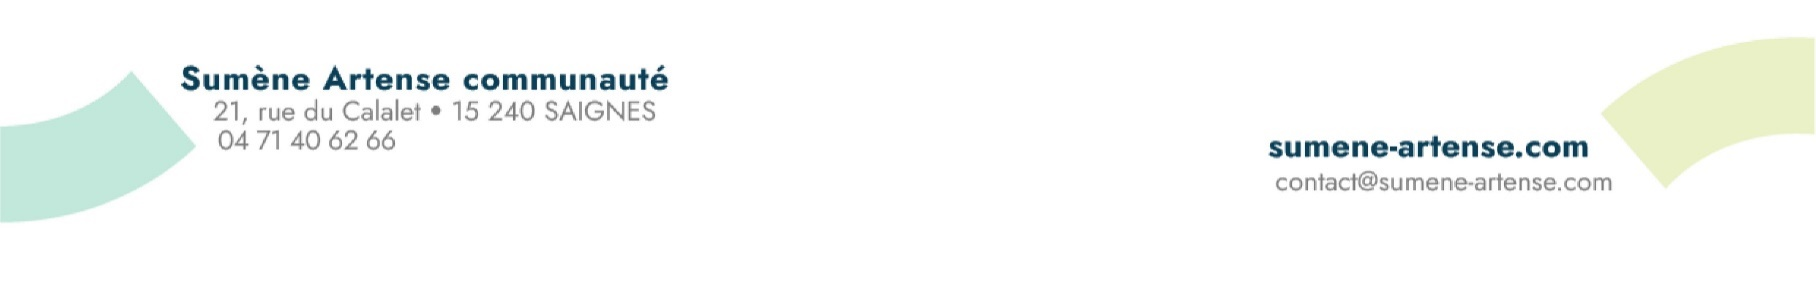 Sumène Artense communauté
21, rue du Calalet • 15 240 SAIGNES
04 71 40 62 66
sumene-artense.com
contact@sumene-artense.com